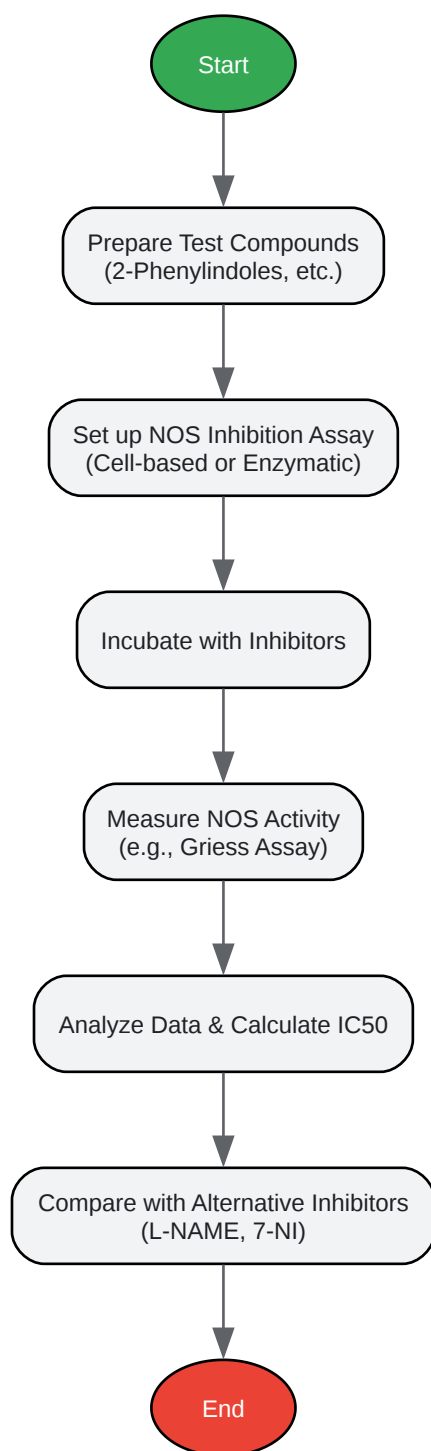 Start
Prepare Test Compounds
(2-Phenylindoles, etc.)
Set up NOS Inhibition Assay
(Cell-based or Enzymatic)
Incubate with Inhibitors
Measure NOS Activity
(e.g., Griess Assay)
Analyze Data & Calculate IC50
Compare with Alternative Inhibitors
(L-NAME, 7-NI)
End